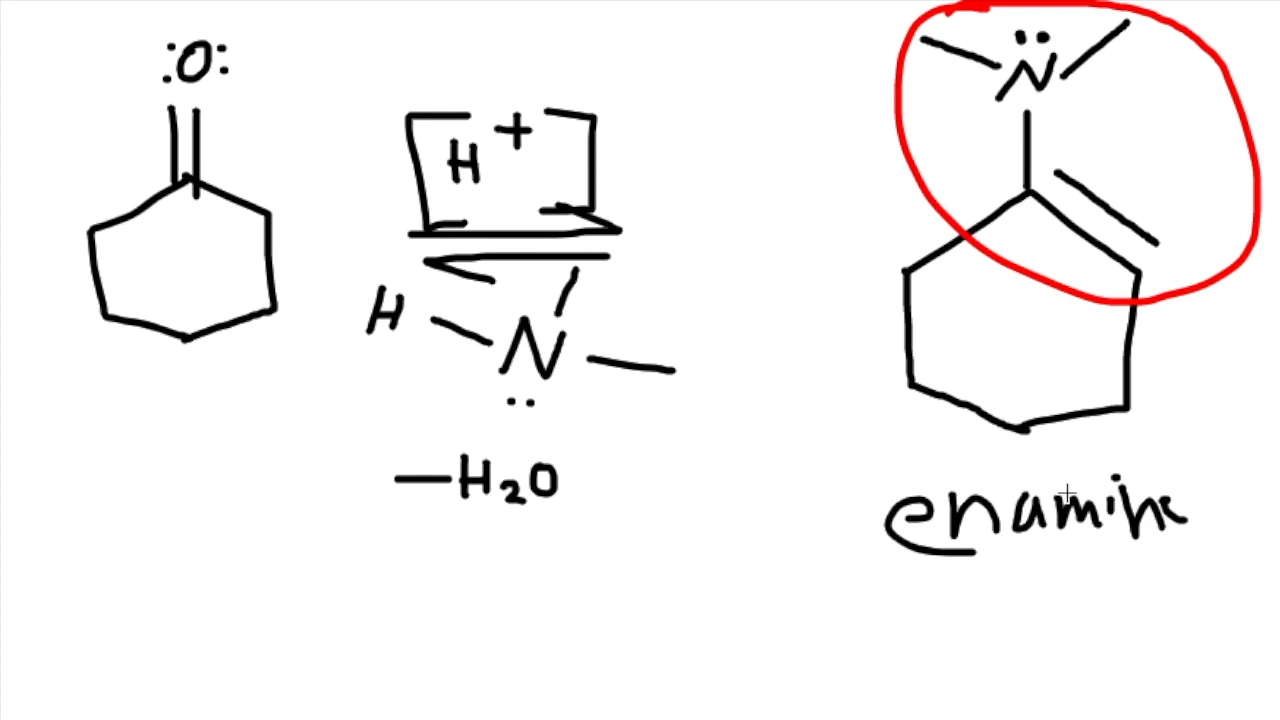 :O:
H +
H N
–H₂O
N
enamine